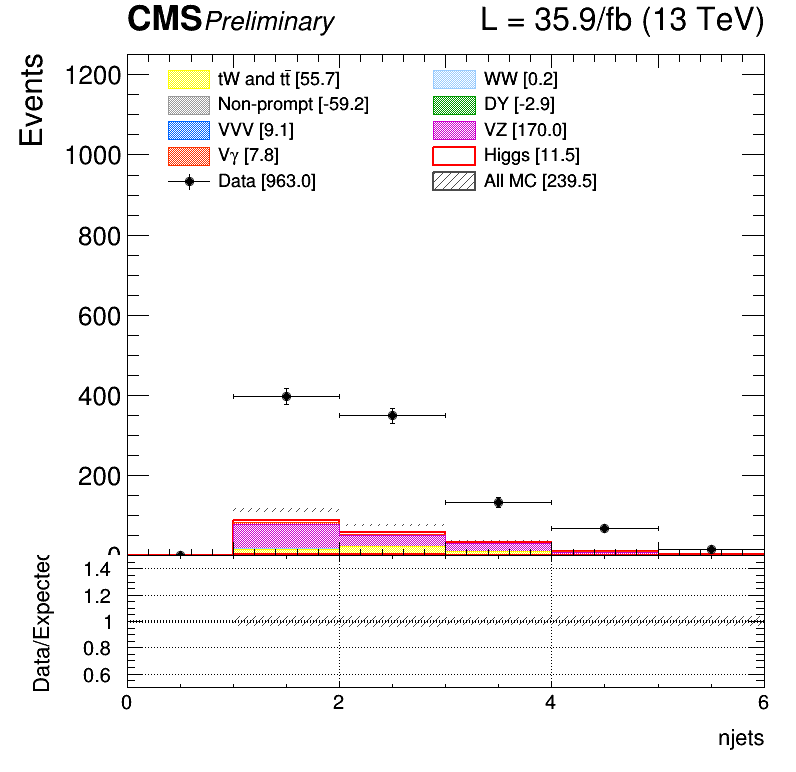 CMS Preliminary L = 35.9/fb (13 TeV)
Events
1200
1000
800
600
400
200
0
tW and tt̄ [55.7]
Non-prompt [-59.2]
VVV [9.1]
Vγ [7.8]
Data [963.0]
WW [0.2]
DY [-2.9]
VZ [170.0]
Higgs [11.5]
All MC [239.5]
Data/Expected
1.4
1.2
1
0.8
0.6
0 2 4 6
njets